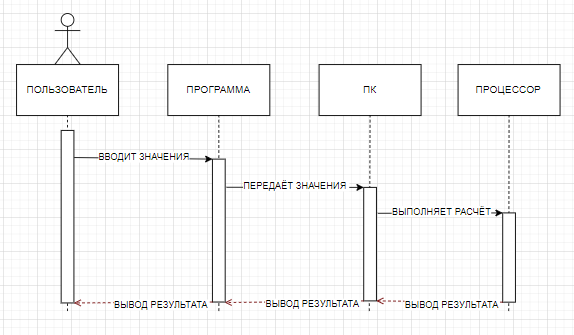 ПОЛЬЗОВАТЕЛЬ
ПРОГРАММА
ПК
ПРОЦЕССОР
ВВОДИТ ЗНАЧЕНИЯ
ПЕРЕДАЁТ ЗНАЧЕНИЯ
ВЫПОЛНЯЕТ РАСЧЁТ
ВЫВОД РЕЗУЛЬТАТА
ВЫВОД РЕЗУЛЬТАТА
ВЫВОД РЕЗУЛЬТАТА